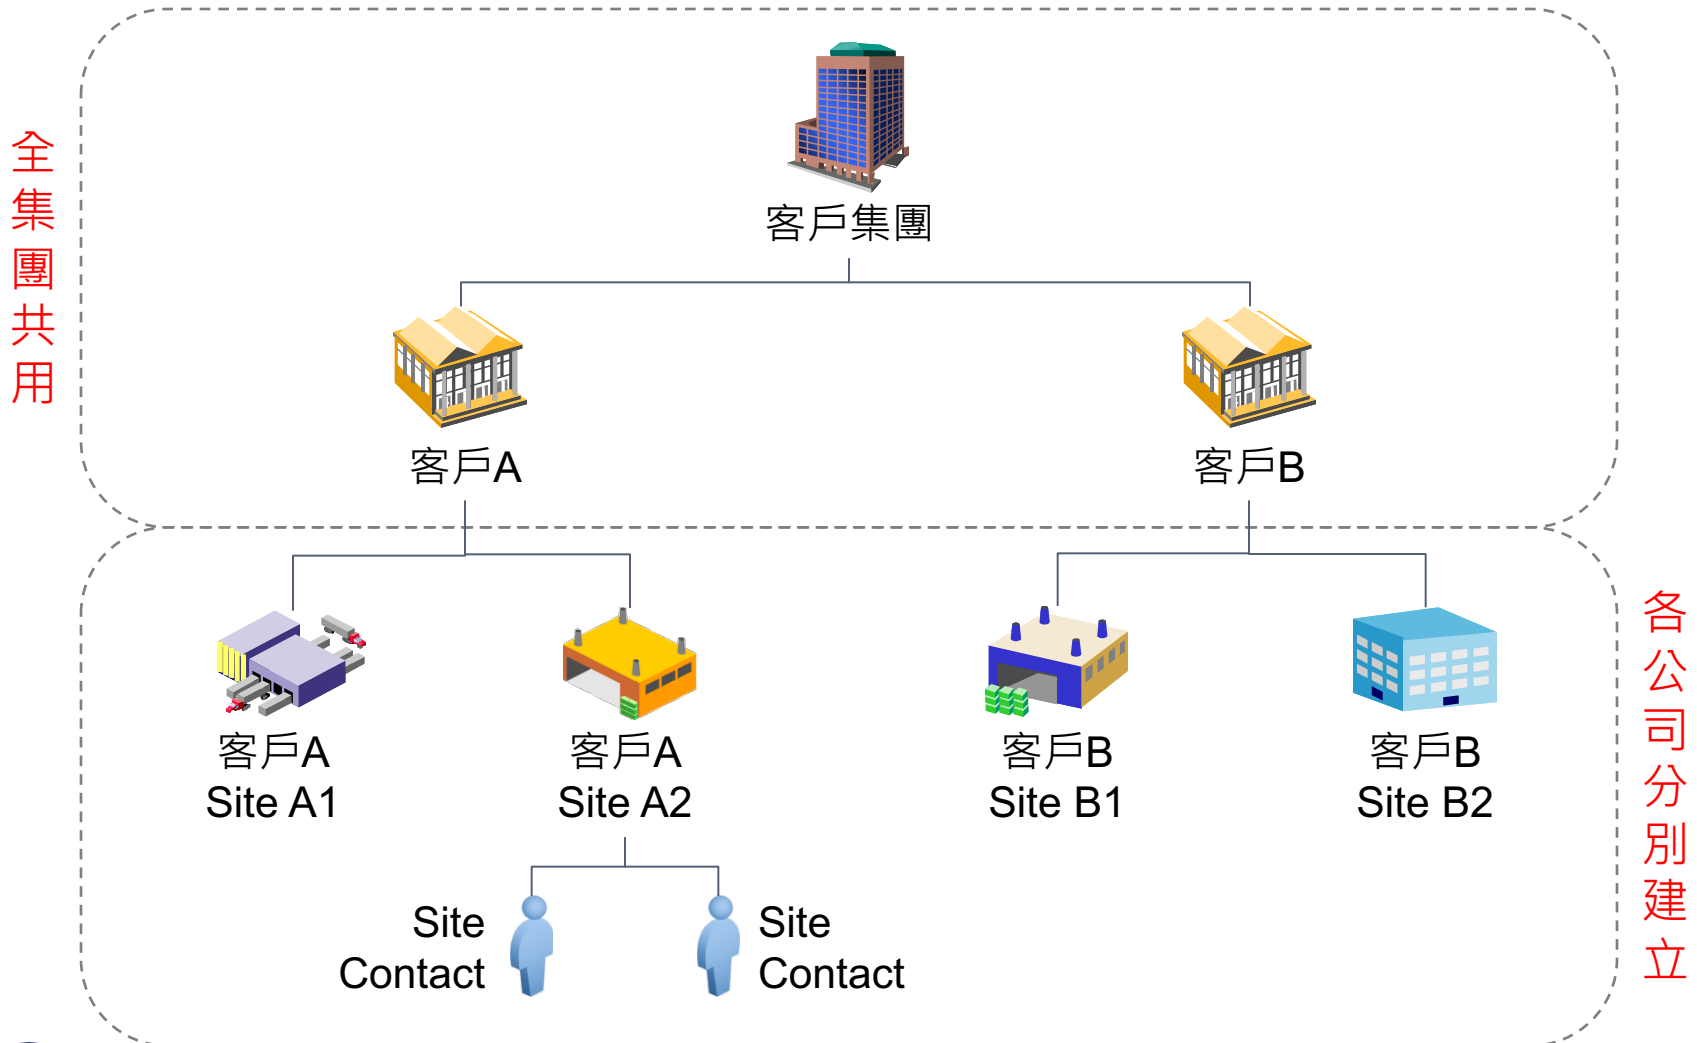 全集團共用
客戶集團
客戶A
客戶B
各公司分別建立
客戶A
Site A1
客戶A
Site A2
客戶B
Site B1
客戶B
Site B2
Site
Contact
Site
Contact